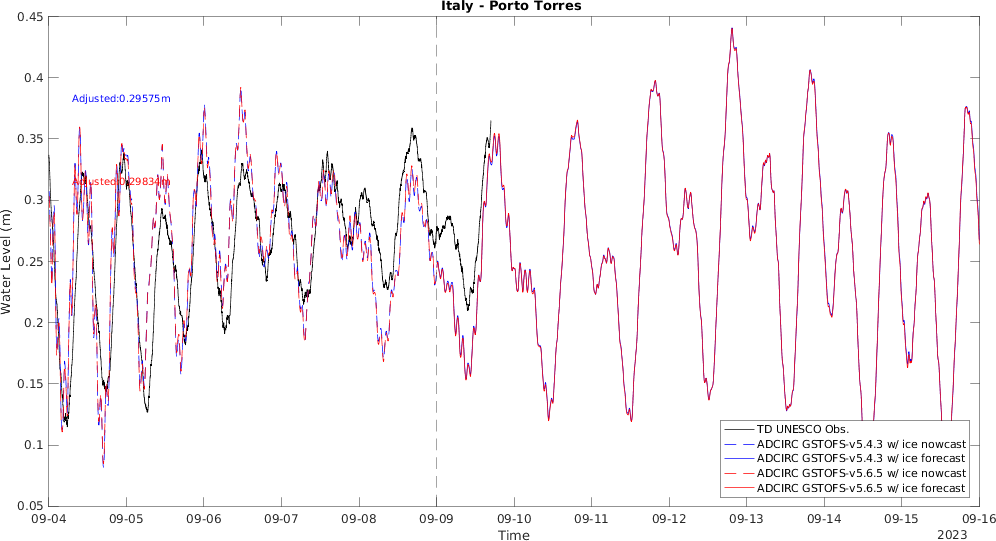 Italy - Porto Torres
0.45
0.4
0.35
0.3
0.25
0.2
0.15
0.1
0.05
Water Level (m)
Adjusted:0.29575m
Adjusted:0.29834m
09-04
09-05
09-06
09-07
09-08
09-09
09-10
09-11
09-12
09-13
09-14
09-15
09-16
Time
2023
TD UNESCO Obs.
ADCIRC GSTOFS-v5.4.3 w/ ice nowcast
ADCIRC GSTOFS-v5.4.3 w/ ice forecast
ADCIRC GSTOFS-v5.6.5 w/ ice nowcast
ADCIRC GSTOFS-v5.6.5 w/ ice forecast